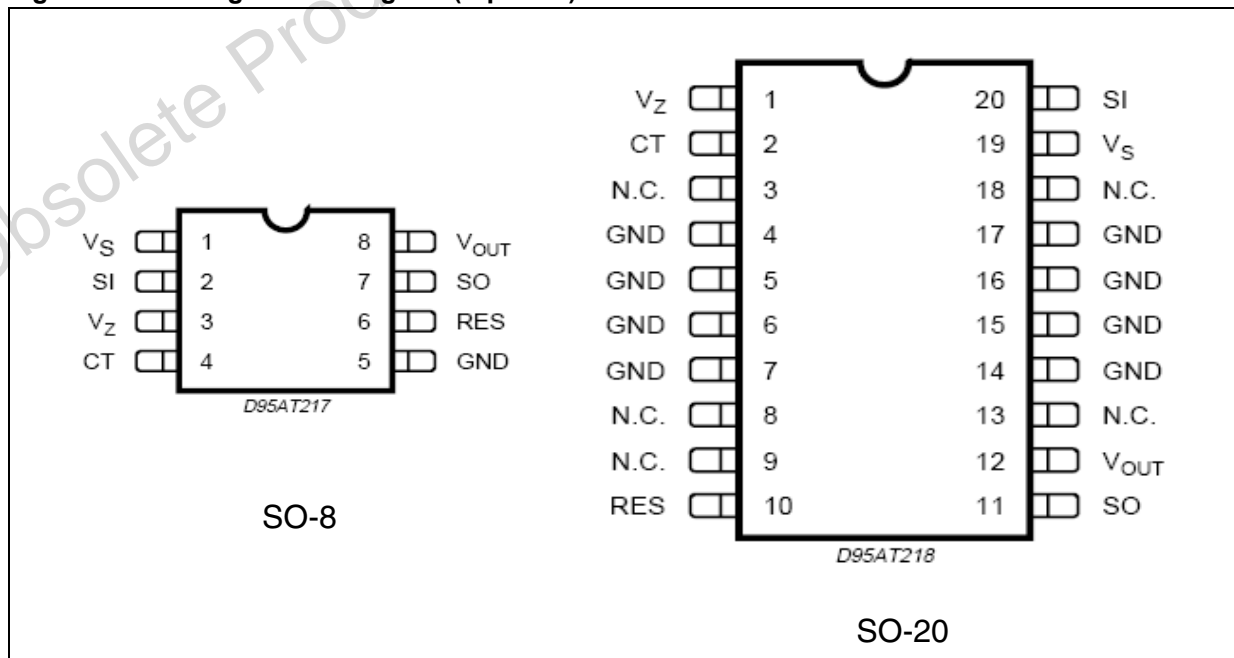 VS 1 8 VOUT
SI 2 7 SO
VZ 3 6 RES
CT 4 5 GND
D95AT217
SO-8
VZ 1 20 SI
CT 2 19 VS
N.C. 3 18 N.C.
GND 4 17 GND
GND 5 16 GND
GND 6 15 GND
GND 7 14 GND
N.C. 8 13 N.C.
N.C. 9 12 VOUT
RES 10 11 SO
D95AT218
SO-20